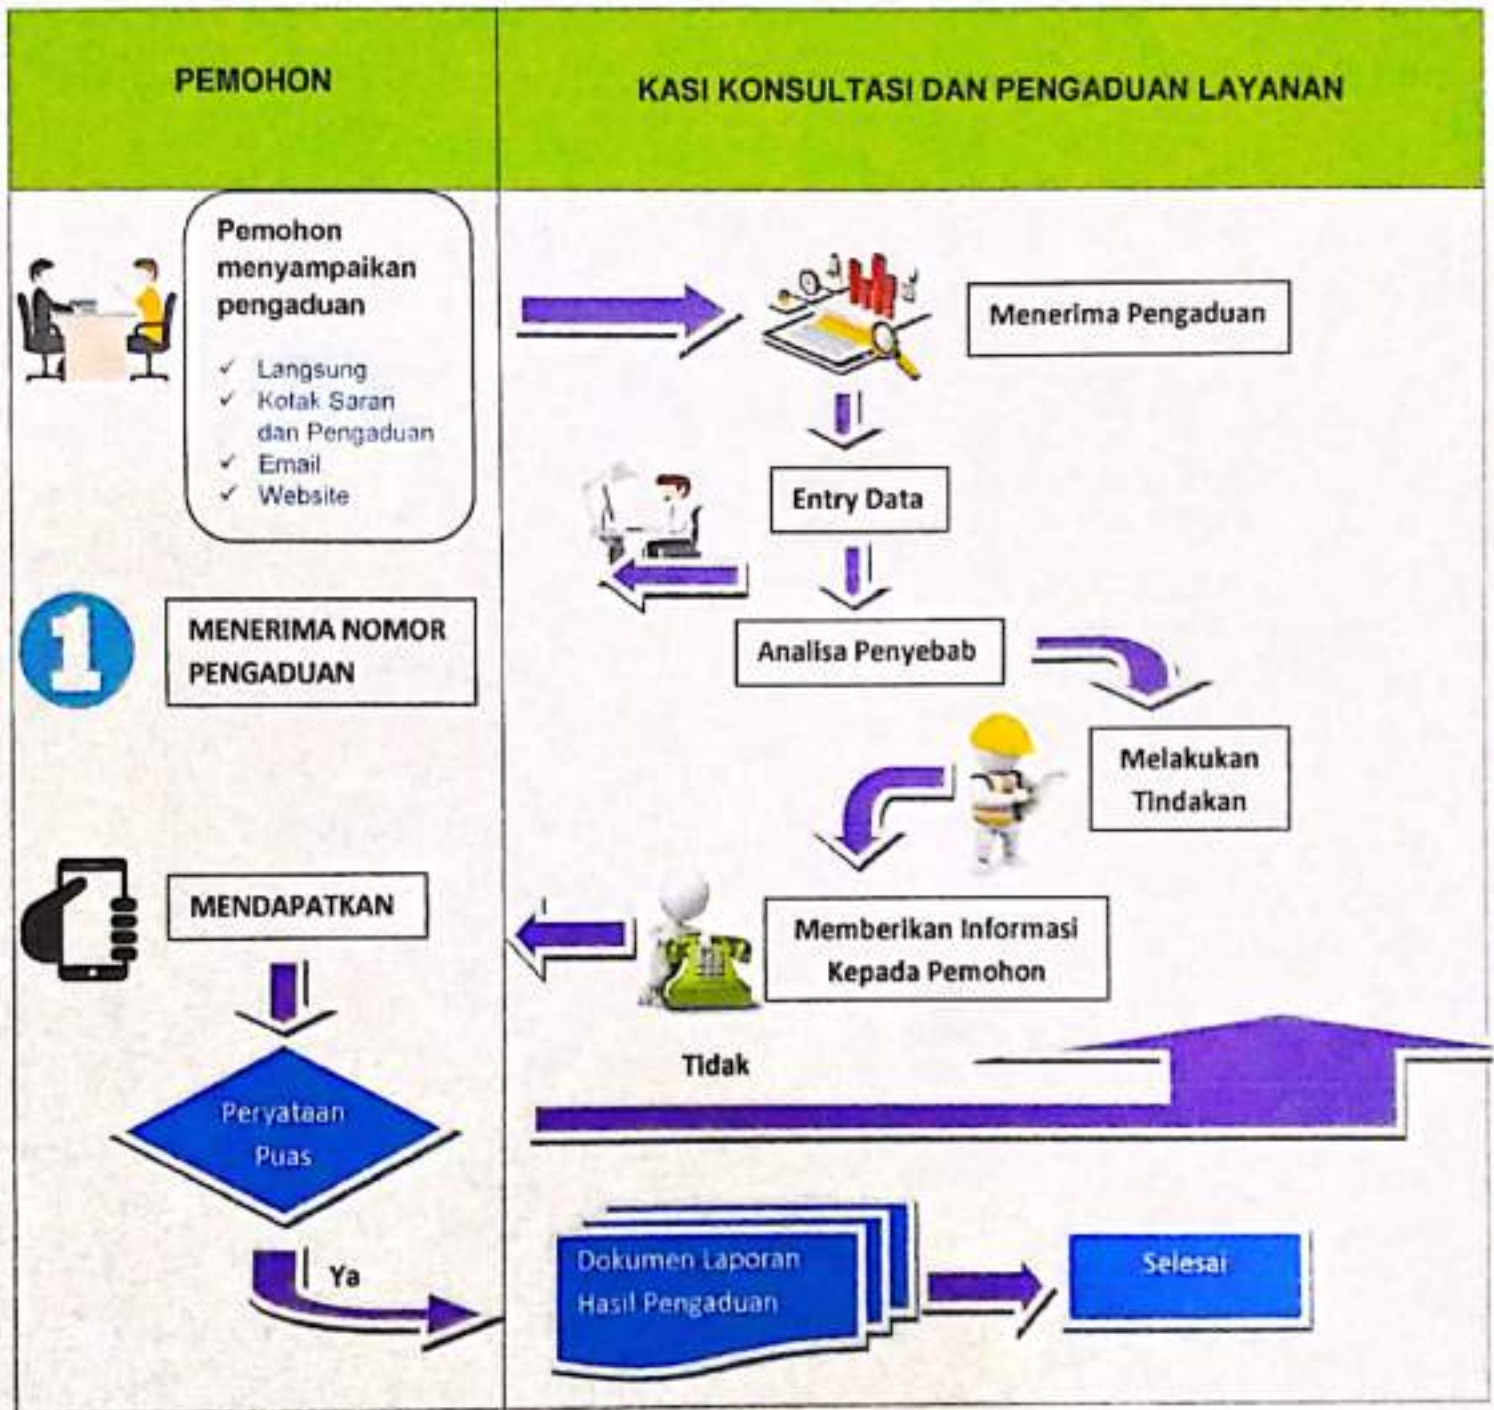 PEMOHON
KASI KONSULTASI DAN PENGADUAN LAYANAN
Pemohon
menyampaikan
pengaduan
✓ Langsung
✓ Kotak Saran
dan Pengaduan
✓ Email
✓ Website
Menerima Pengaduan
Entry Data
1
MENERIMA NOMOR
PENGADUAN
Analisa Penyebab
Melakukan
Tindakan
MENDAPATKAN
Memberikan Informasi
Kepada Pemohon
Tidak
Peryataan
Puas
Ya
Dokumen Laporan
Hasil Pengaduan
Selesai